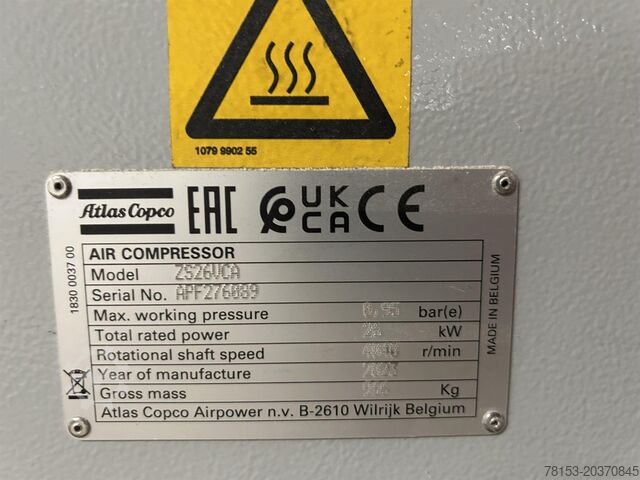 1079 9902 55
Atlas Copco EAC UK CA CE
1830 0037 00
AIR COMPRESSOR
Model ZS26VCA
Serial No. APF276089
Max. working pressure bar(e)
Total rated power kW
Rotational shaft speed r/min
Year of manufacture 2023
Gross mass Kg
Atlas Copco Airpower n.v. B-2610 Wilrijk Belgium
MADE IN BELGIUM
78153-20370845